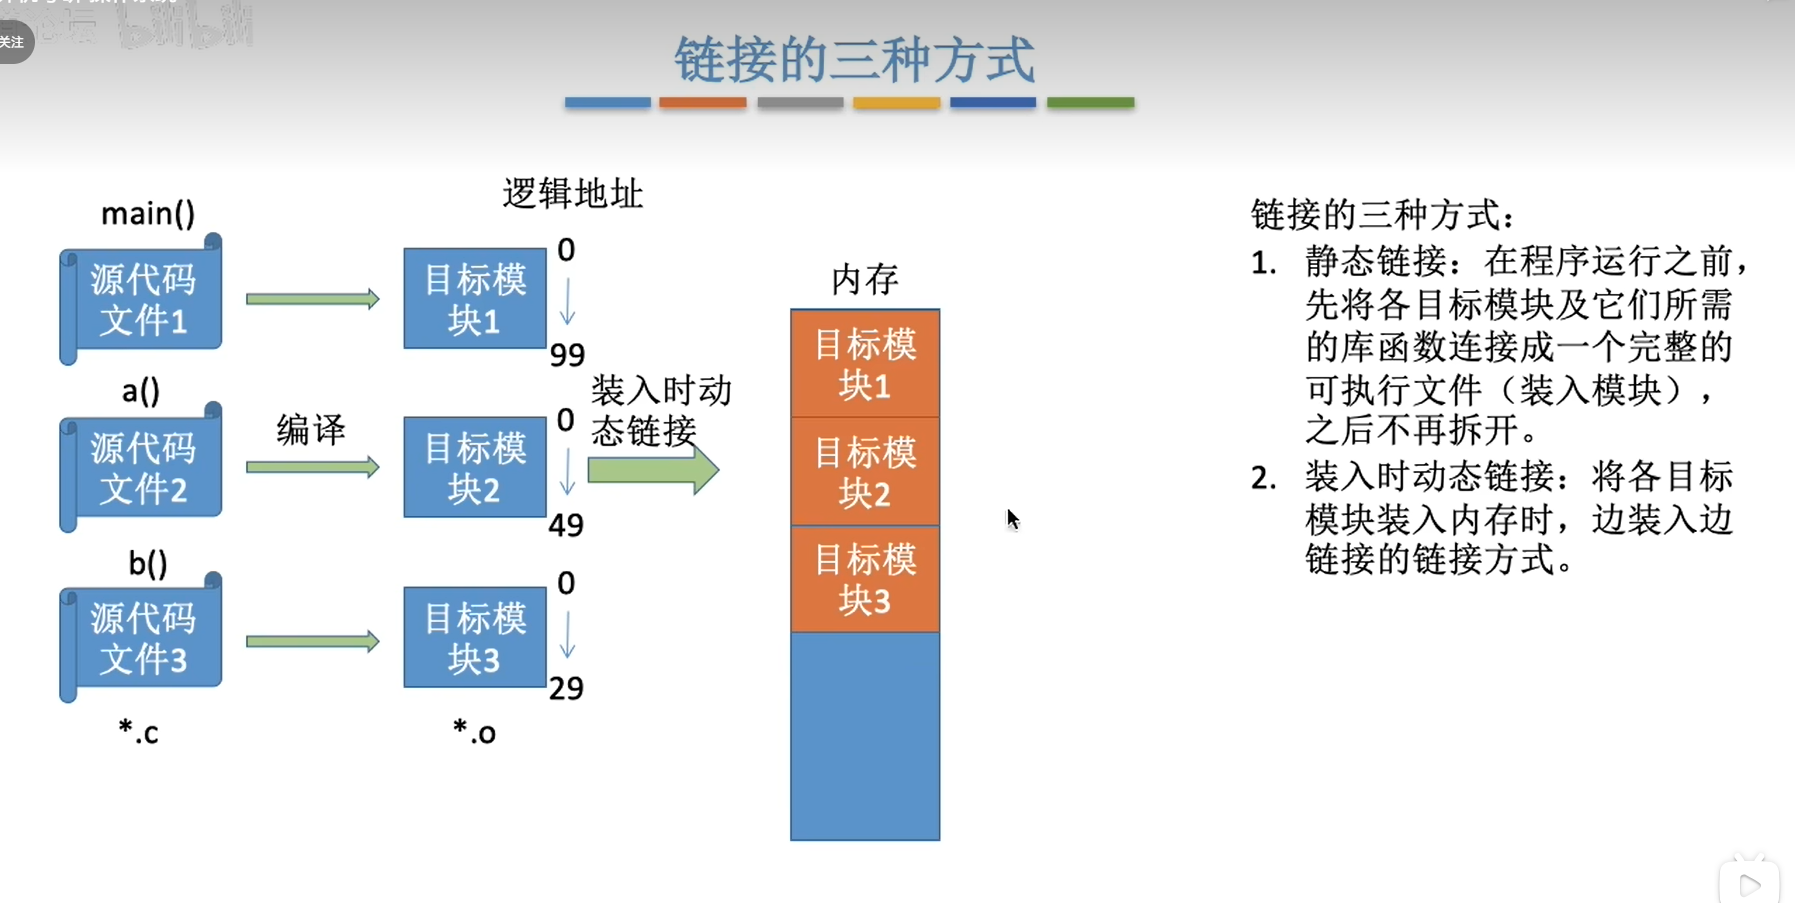 关注
bilibili
链接的三种方式
逻辑地址
main()
源代码
文件1
目标模
块1
0
99
a()
源代码
文件2
编译
目标模
块2
0
49
装入时动
态链接
b()
源代码
文件3
目标模
块3
0
29
*.c
*.o
内存
目标模
块1
目标模
块2
目标模
块3
链接的三种方式：
1. 静态链接：在程序运行之前，
先将各目标模块及它们所需
的库函数连接成一个完整的
可执行文件（装入模块），
之后不再拆开。
2. 装入时动态链接：将各目标
模块装入内存时，边装入边
链接的链接方式。